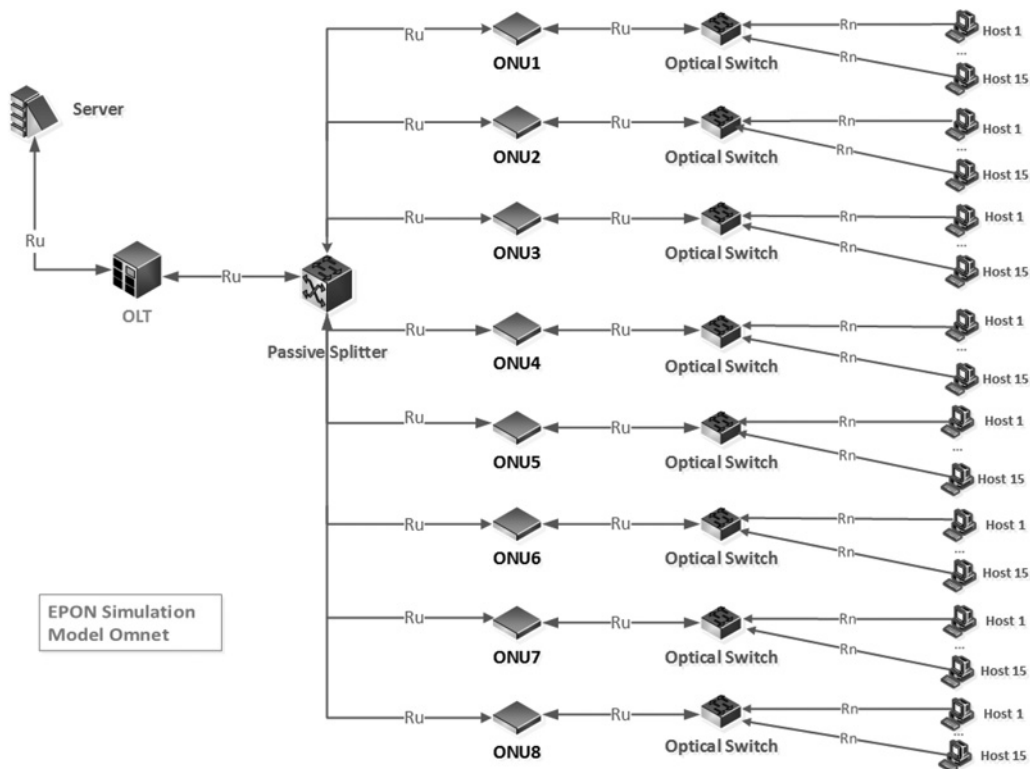 Server
Ru
OLT
Ru
Passive Splitter
Ru
ONU1
Ru
Optical Switch
Rn
Rn
Host 1
...
Host 15
Ru
ONU2
Ru
Optical Switch
Rn
Rn
Host 1
...
Host 15
Ru
ONU3
Ru
Optical Switch
Rn
Rn
Host 1
...
Host 15
Ru
ONU4
Ru
Optical Switch
Rn
Rn
Host 1
...
Host 15
Ru
ONU5
Ru
Optical Switch
Rn
Rn
Host 1
...
Host 15
Ru
ONU6
Ru
Optical Switch
Rn
Rn
Host 1
...
Host 15
Ru
ONU7
Ru
Optical Switch
Rn
Rn
Host 1
...
Host 15
Ru
ONU8
Ru
Optical Switch
Rn
Rn
Host 1
...
Host 15
EPON Simulation
Model Omnet